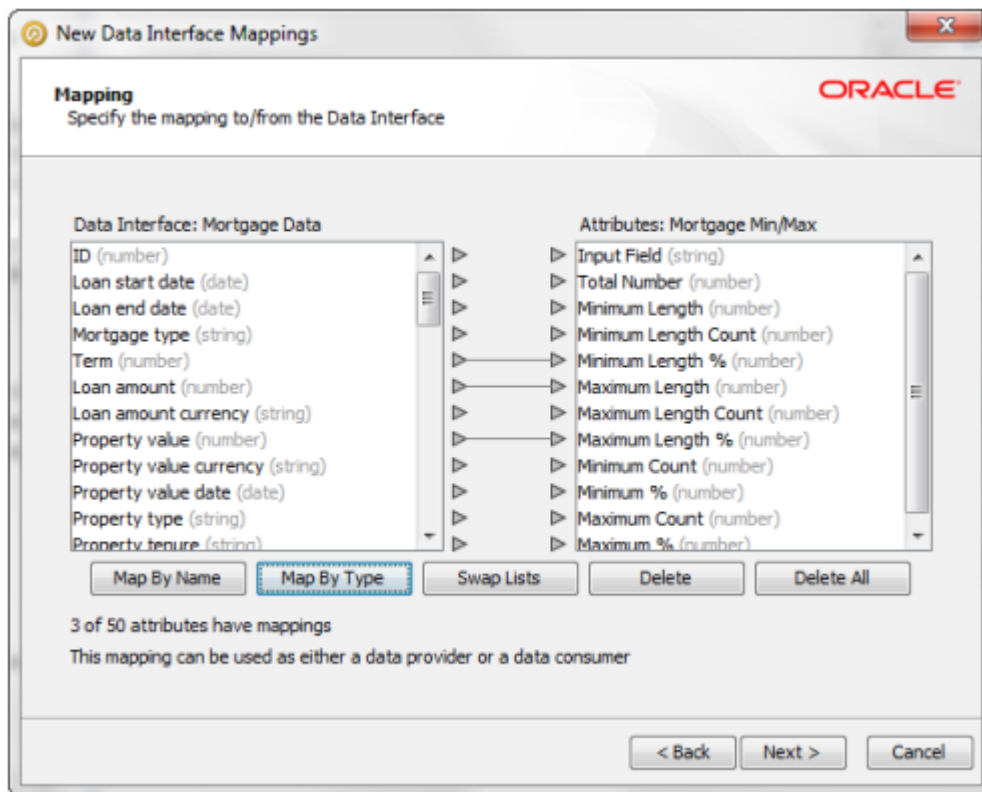 New Data Interface Mappings
Mapping
ORACLE
Specify the mapping to/from the Data Interface
Data Interface: Mortgage Data
Attributes: Mortgage Min/Max
ID (number)
Input Field (string)
Loan start date (date)
Total Number (number)
Loan end date (date)
Minimum Length (number)
Mortgage type (string)
Minimum Length Count (number)
Term (number)
Minimum Length % (number)
Loan amount (number)
Maximum Length (number)
Loan amount currency (string)
Maximum Length Count (number)
Property value (number)
Maximum Length % (number)
Property value currency (string)
Minimum Count (number)
Property value date (date)
Minimum % (number)
Property type (string)
Maximum Count (number)
Property tenure (string)
Maximum % (number)
Map By Name
Map By Type
Swap Lists
Delete
Delete All
3 of 50 attributes have mappings
This mapping can be used as either a data provider or a data consumer
< Back
Next >
Cancel